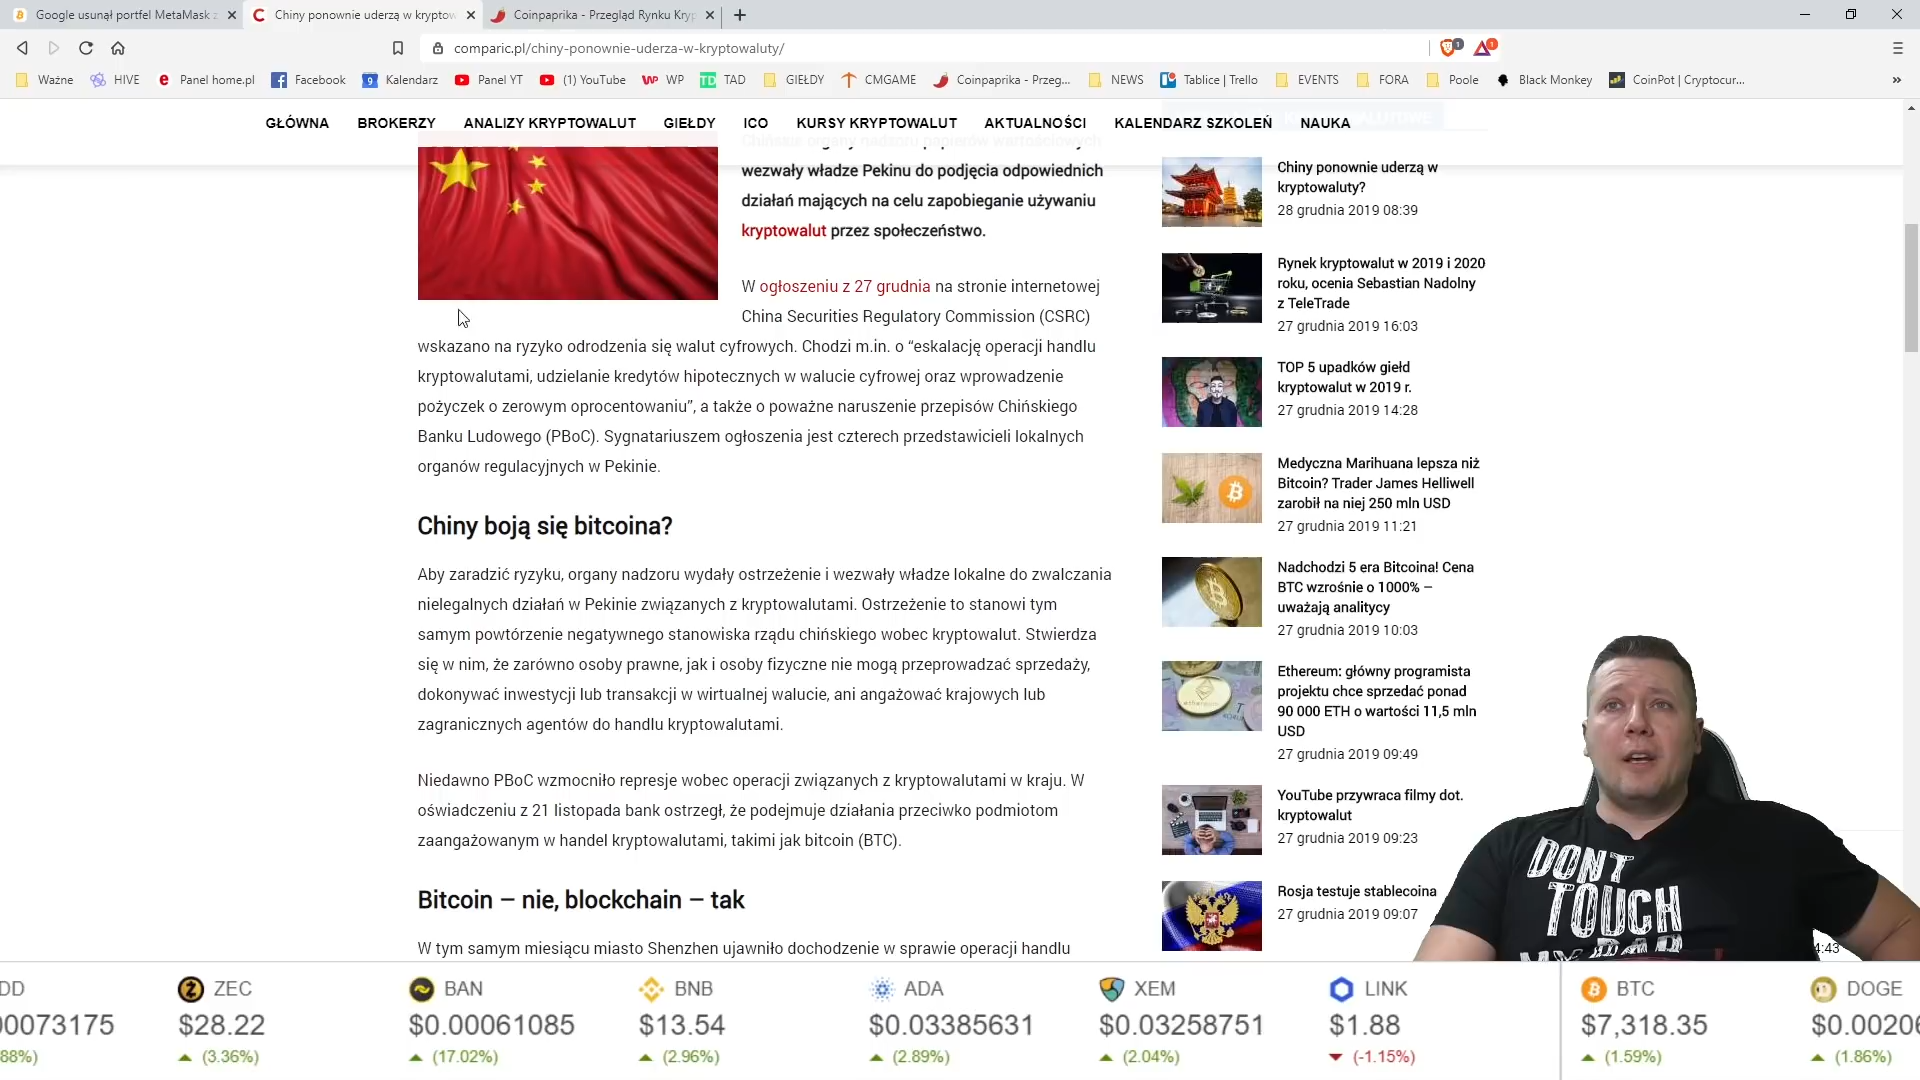 Google usunął portfel MetaMask z
Chiny ponownie uderzą w kryptow
Coinpaprika - Przegląd Rynku Kryp
comparic.pl/chiny-ponownie-uderza-w-kryptowaluty/
1
1
Ważne
HIVE
Panel home.pl
Facebook
Kalendarz
Panel YT
(1) YouTube
WP
TAD
GIEŁDY
CMGAME
Coinpaprika - Przeg...
NEWS
Tablice | Trello
EVENTS
FORA
Poole
Black Monkey
CoinPot | Cryptocur...
GŁÓWNA
BROKERZY
ANALIZY KRYPTOWALUT
GIEŁDY
ICO
KURSY KRYPTOWALUT
AKTUALNOŚCI
KALENDARZ SZKOLEŃ
NAUKA
wezwały władze Pekinu do podjęcia odpowiednich
działań mających na celu zapobieganie używaniu
kryptowalut przez społeczeństwo.
W ogłoszeniu z 27 grudnia na stronie internetowej
China Securities Regulatory Commission (CSRC)
wskazano na ryzyko odrodzenia się walut cyfrowych. Chodzi m.in. o “eskalację operacji handlu
kryptowalutami, udzielanie kredytów hipotecznych w walucie cyfrowej oraz wprowadzenie
pożyczek o zerowym oprocentowaniu”, a także o poważne naruszenie przepisów Chińskiego
Banku Ludowego (PBoC). Sygnatariuszem ogłoszenia jest czterech przedstawicieli lokalnych
organów regulacyjnych w Pekinie.
Chiny boją się bitcoina?
Aby zaradzić ryzyku, organy nadzoru wydały ostrzeżenie i wezwały władze lokalne do zwalczania
nielegalnych działań w Pekinie związanych z kryptowalutami. Ostrzeżenie to stanowi tym
samym powtórzenie negatywnego stanowiska rządu chińskiego wobec kryptowalut. Stwierdza
się w nim, że zarówno osoby prawne, jak i osoby fizyczne nie mogą przeprowadzać sprzedaży,
dokonywać inwestycji lub transakcji w wirtualnej walucie, ani angażować krajowych lub
zagranicznych agentów do handlu kryptowalutami.
Niedawno PBoC wzmocniło represje wobec operacji związanych z kryptowalutami w kraju. W
oświadczeniu z 21 listopada bank ostrzegł, że podejmuje działania przeciwko podmiotom
zaangażowanym w handel kryptowalutami, takimi jak bitcoin (BTC).
Bitcoin – nie, blockchain – tak
W tym samym miesiącu miasto Shenzhen ujawniło dochodzenie w sprawie operacji handlu
Chiny ponownie uderzą w
kryptowaluty?
28 grudnia 2019 08:39
Rynek kryptowalut w 2019 i 2020
roku, ocenia Sebastian Nadolny
z TeleTrade
27 grudnia 2019 16:03
TOP 5 upadków giełd
kryptowalut w 2019 r.
27 grudnia 2019 14:28
Medyczna Marihuana lepsza niż
Bitcoin? Trader James Helliwell
zarobił na niej 250 mln USD
27 grudnia 2019 11:21
Nadchodzi 5 era Bitcoina! Cena
BTC wzrośnie o 1000% –
uważają analitycy
27 grudnia 2019 10:03
Ethereum: główny programista
projektu chce sprzedać ponad
90 000 ETH o wartości 11,5 mln
USD
27 grudnia 2019 09:49
YouTube przywraca filmy dot.
kryptowalut
27 grudnia 2019 09:23
Rosja testuje stablecoina
27 grudnia 2019 09:07
DONT
TOUCH
MY BAR
4:43
DD
00073175
88%)
ZEC
$28.22
(3.36%)
BAN
$0.00061085
(17.02%)
BNB
$13.54
(2.96%)
ADA
$0.03385631
(2.89%)
XEM
$0.03258751
(2.04%)
LINK
$1.88
(-1.15%)
BTC
$7,318.35
(1.59%)
DOGE
$0.00206
(1.86%)